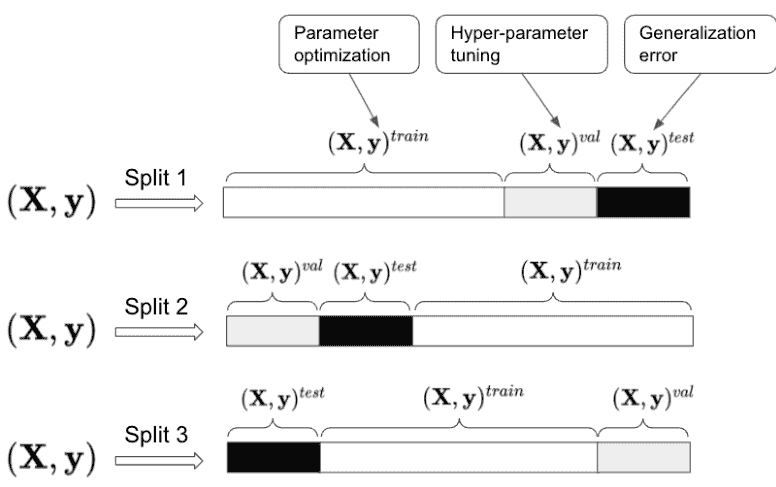 Parameter optimization
Hyper-parameter tuning
Generalization error
(X, y)^train (X, y)^val (X, y)^test
(X, y) Split 1
(X, y)^val (X, y)^test (X, y)^train
(X, y) Split 2
(X, y)^test (X, y)^train (X, y)^val
(X, y) Split 3